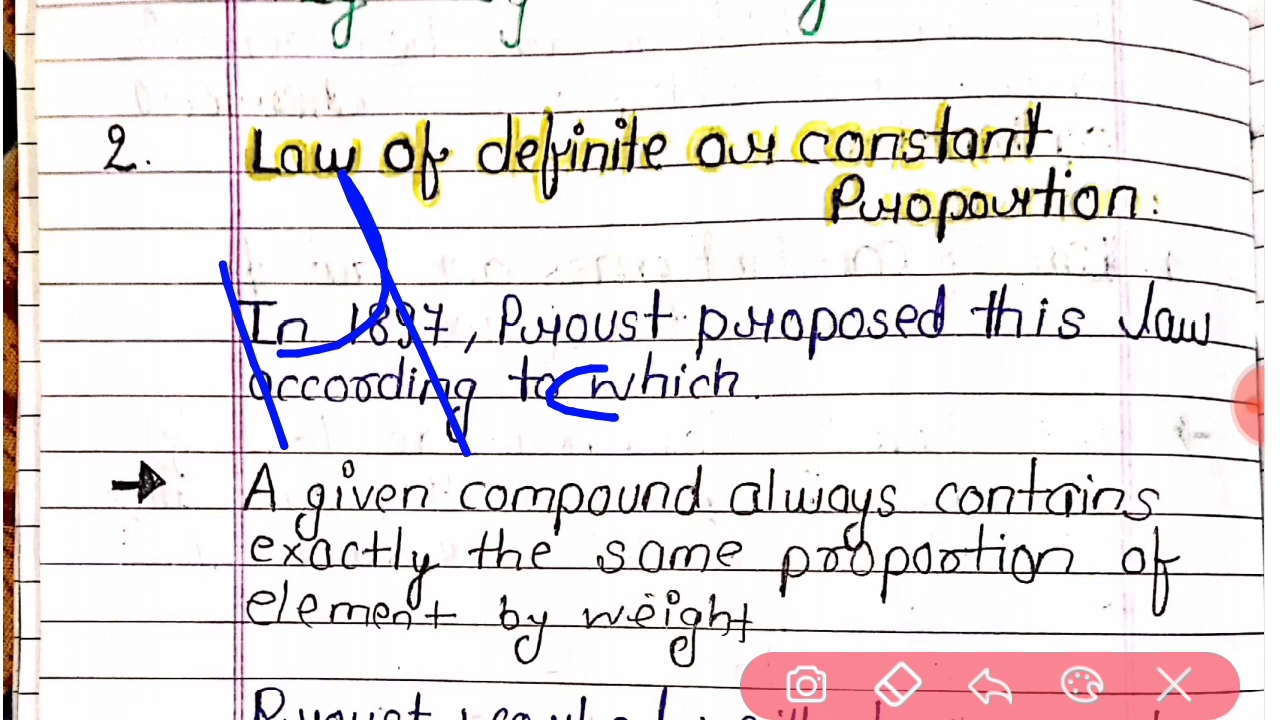 2. Law of definite or constant
Proportion:
In 1897, Proust proposed this law
according to which
→ A given compound always contains
exactly the same proportion of
element by weight